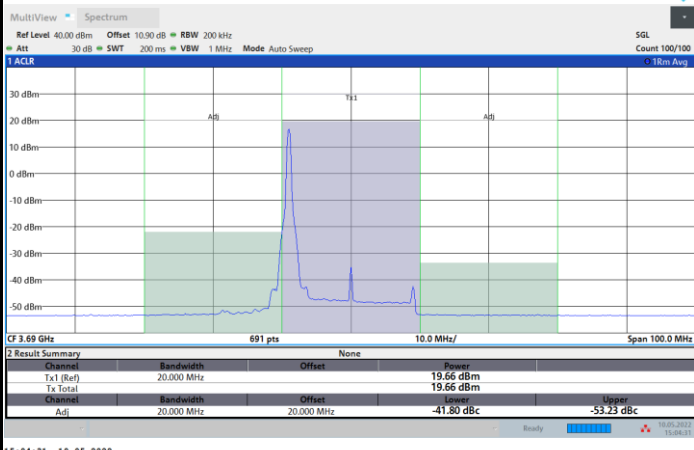 MultiView Spectrum
Ref Level 40.00 dBm Offset 10.90 dB RBW 200 kHz SGL
Att 30 dB SWT 200 ms VBW 1 MHz Mode Auto Sweep Count 100/100
1 ACLR 1Rm Avg
30 dBm
Tx1
20 dBm Adj Adj
10 dBm
0 dBm
-10 dBm
-20 dBm
-30 dBm
-40 dBm
-50 dBm
CF 3.69 GHz 691 pts 10.0 MHz/ Span 100.0 MHz
2 Result Summary None
Channel Bandwidth Offset Power
Tx1 (Ref) 20.000 MHz 19.66 dBm
Tx Total 19.66 dBm
Channel Bandwidth Offset Lower Upper
Adj 20.000 MHz 20.000 MHz -41.80 dBc -53.23 dBc
Ready 10.05.2022
15:04:31